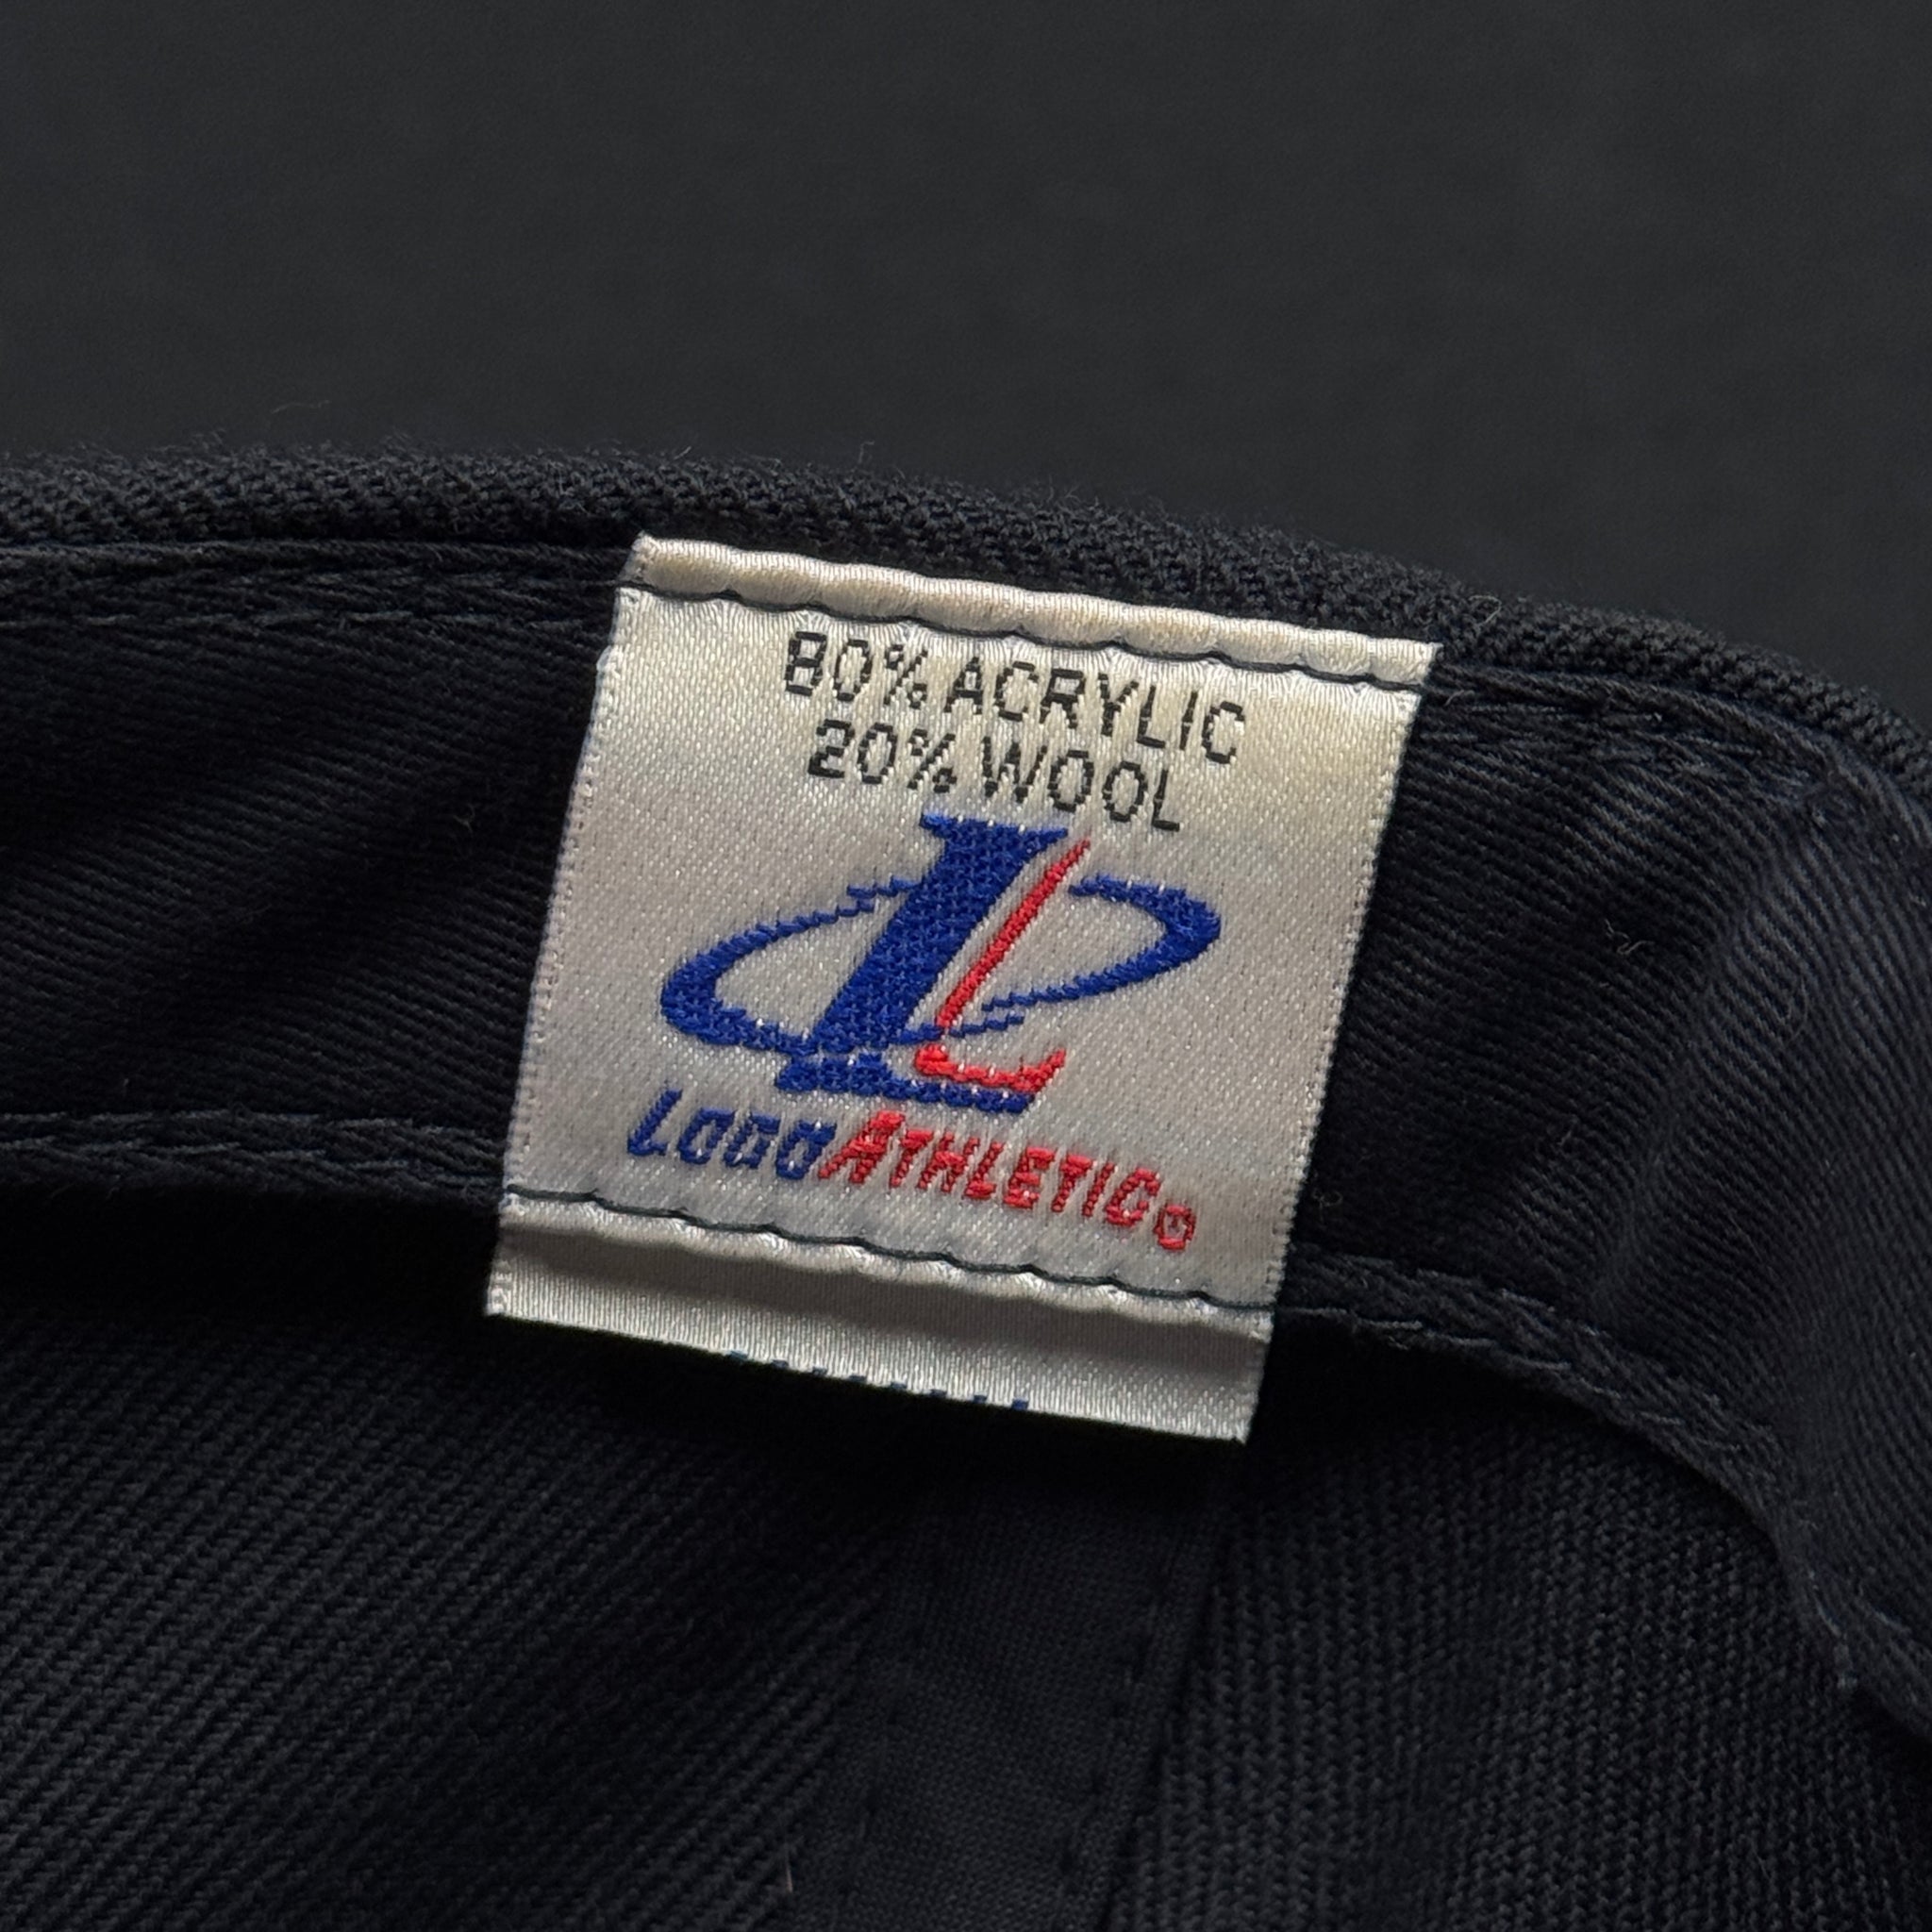 80% ACRYLIC
20% WOOL
L
LOGO ATHLETIC®